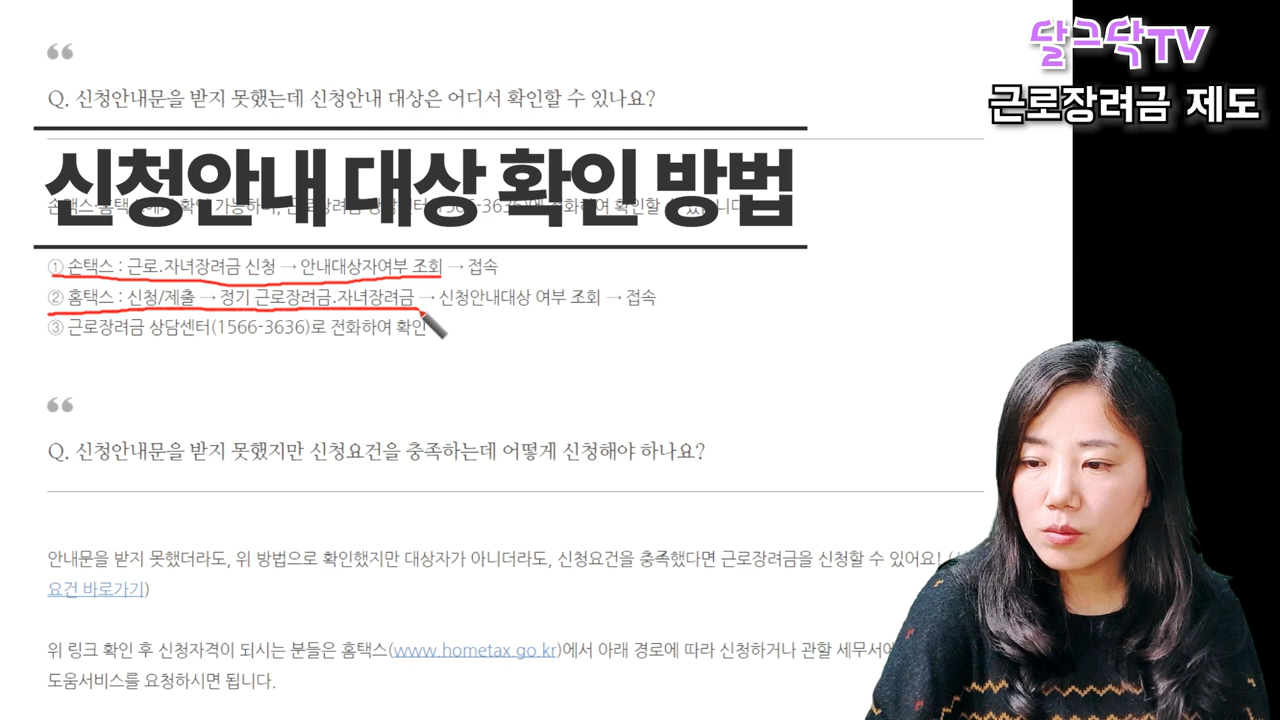 달그닥TV
근로장려금 제도
Q. 신청안내문을 받지 못했는데 신청안내 대상은 어디서 확인할 수 있나요?
신청안내 대상 확인 방법
① 손택스 : 근로.자녀장려금 신청 → 안내대상자여부 조회 → 접속
② 홈택스 : 신청/제출 → 정기 근로장려금.자녀장려금 → 신청안내대상 여부 조회 → 접속
③ 근로장려금 상담센터(1566-3636)로 전화하여 확인
Q. 신청안내문을 받지 못했지만 신청요건을 충족하는데 어떻게 신청해야 하나요?
안내문을 받지 못했더라도, 위 방법으로 확인했지만 대상자가 아니더라도, 신청요건을 충족했다면 근로장려금을 신청할 수 있어요!
요건 바로가기)
위 링크 확인 후 신청자격이 되시는 분들은 홈택스(www.hometax.go.kr)에서 아래 경로에 따라 신청하거나 관할 세무서에
도움서비스를 요청하시면 됩니다.